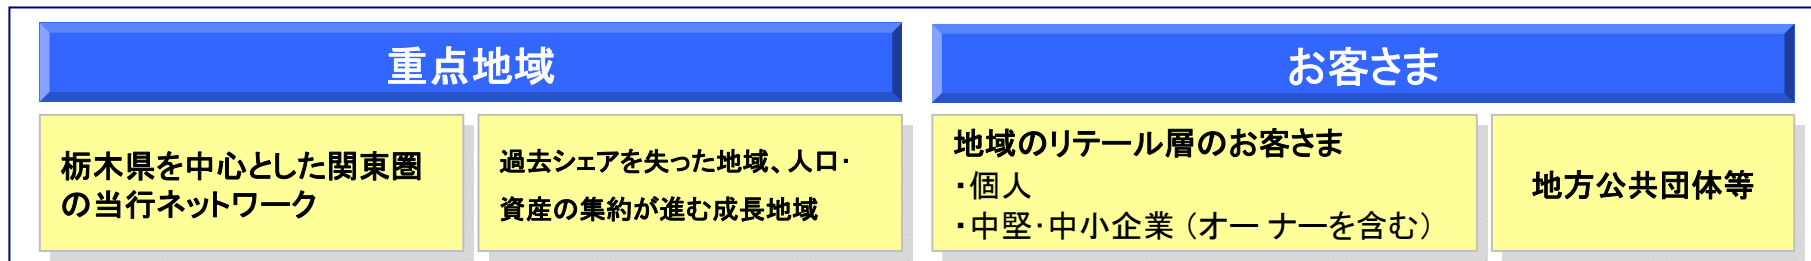 重点地域
お客さま
栃木県を中心とした関東圏
の当行ネットワーク
過去シェアを失った地域、人口・
資産の集約が進む成長地域
地域のリテール層のお客さま
・個人
・中堅・中小企業（オー ナーを含む）
地方公共団体等